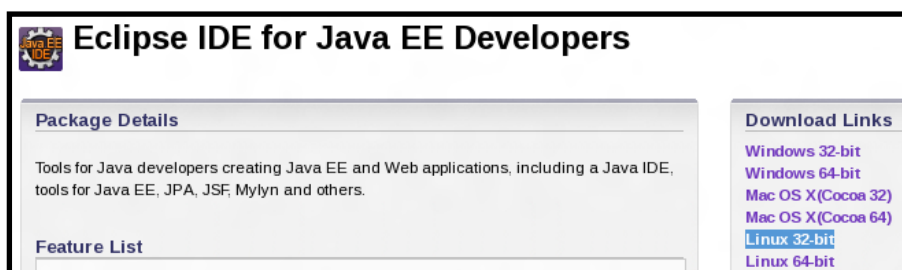 Java EE
IDE
Eclipse IDE for Java EE Developers
Package Details
Tools for Java developers creating Java EE and Web applications, including a Java IDE,
tools for Java EE, JPA, JSF, Mylyn and others.
Feature List
Download Links
Windows 32-bit
Windows 64-bit
Mac OS X(Cocoa 32)
Mac OS X(Cocoa 64)
Linux 32-bit
Linux 64-bit